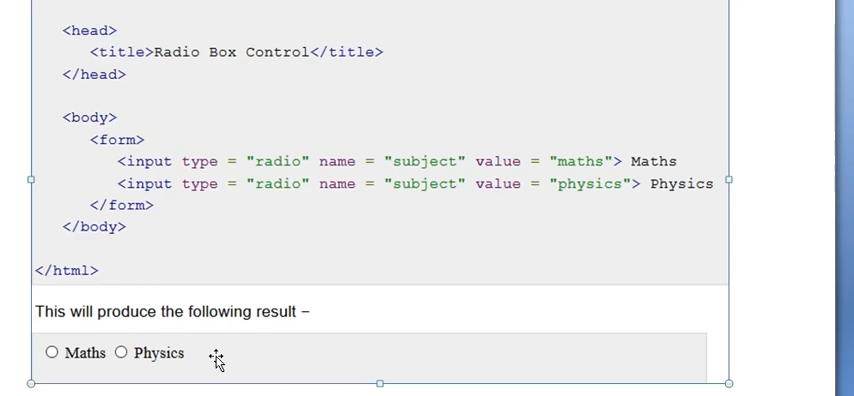 <head>
<title>Radio Box Control</title>
</head>
<body>
<form>
<input type = "radio" name = "subject" value = "maths"> Maths
<input type = "radio" name = "subject" value = "physics"> Physics
</form>
</body>
</html>
This will produce the following result –
Maths Physics